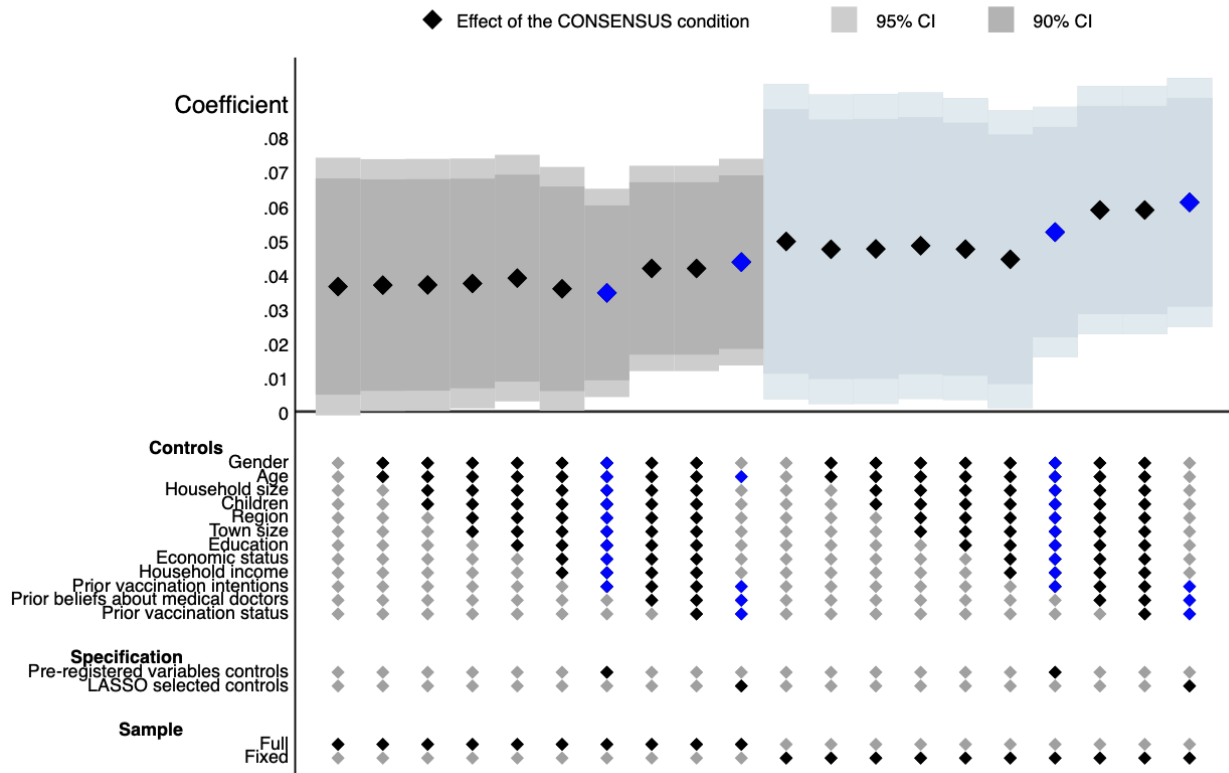 Effect of the CONSENSUS condition 95% CI 90% CI
Coefficient
.08
.07
.06
.05
.04
.03
.02
.01
0
Controls
Gender
Age
Household size
Children
Region
Town size
Education
Economic status
Household income
Prior vaccination intentions
Prior beliefs about medical doctors
Prior vaccination status
Specification
Pre-registered variables controls
LASSO selected controls
Sample
Full
Fixed